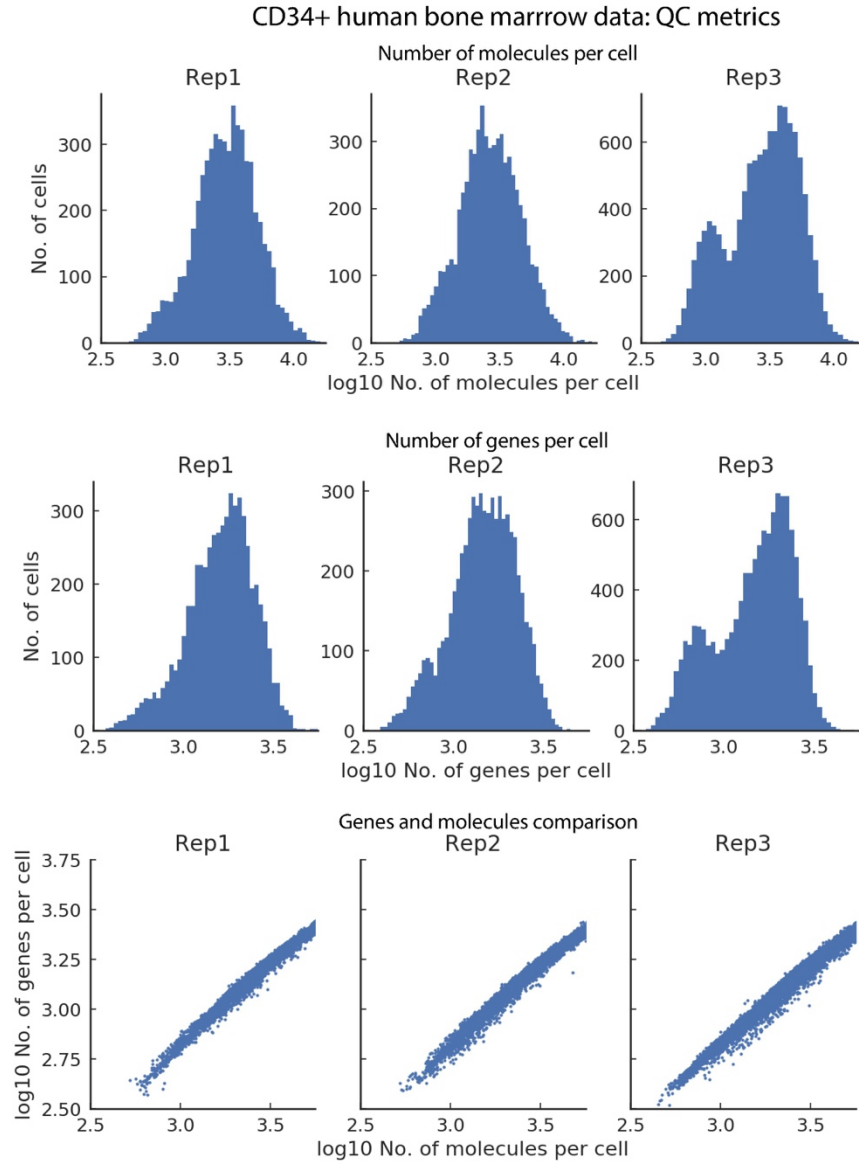 CD34+ human bone marrrow data: QC metrics
Number of molecules per cell
Rep1 Rep2 Rep3
No. of cells
300
200
100
0
2.5 3.0 3.5 4.0
300
200
100
0
2.5 3.0 3.5 4.0
600
400
200
0
2.5 3.0 3.5 4.0
log10 No. of molecules per cell
Number of genes per cell
Rep1 Rep2 Rep3
No. of cells
300
200
100
0
2.5 3.0 3.5
300
200
100
0
2.5 3.0 3.5
600
400
200
0
2.5 3.0 3.5
log10 No. of genes per cell
Genes and molecules comparison
Rep1 Rep2 Rep3
log10 No. of genes per cell
3.75
3.50
3.25
3.00
2.75
2.50
2.5 3.0 3.5
2.5 3.0 3.5
2.5 3.0 3.5
log10 No. of molecules per cell